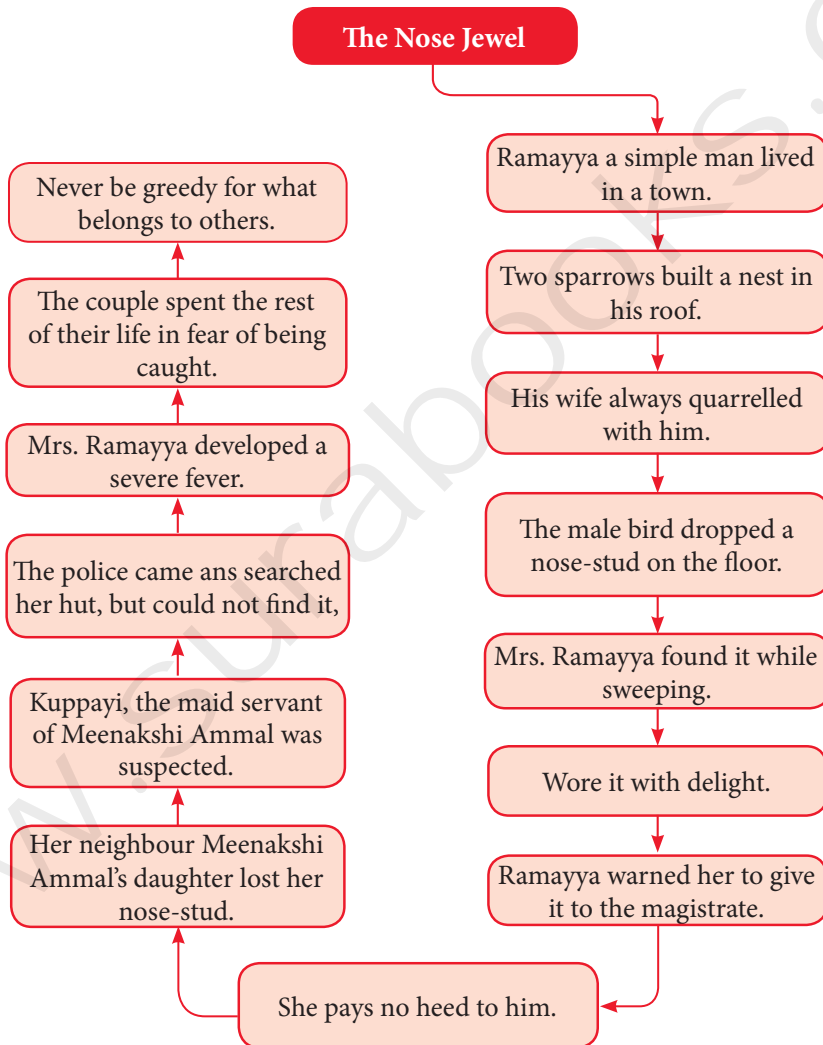 The Nose Jewel
Ramayya a simple man lived
in a town.
Two sparrows built a nest in
his roof.
His wife always quarrelled
with him.
The male bird dropped a
nose-stud on the floor.
Mrs. Ramayya found it while
sweeping.
Wore it with delight.
Ramayya warned her to give
it to the magistrate.
She pays no heed to him.
Her neighbour Meenakshi
Ammal’s daughter lost her
nose-stud.
Kuppayi, the maid servant
of Meenakshi Ammal was
suspected.
The police came ans searched
her hut, but could not find it,
Mrs. Ramayya developed a
severe fever.
The couple spent the rest
of their life in fear of being
caught.
Never be greedy for what
belongs to others.
w.surabooks.c